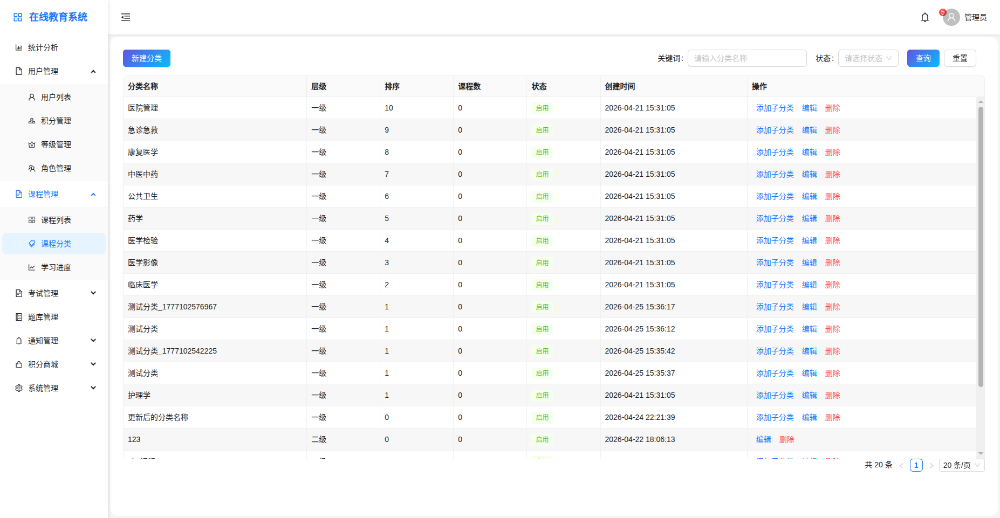 在线教育系统
5
管理员
统计分析
用户管理
用户列表
积分管理
等级管理
角色管理
课程管理
课程列表
课程分类
学习进度
考试管理
题库管理
通知管理
积分商城
系统管理
新建分类 关键词: 请输入分类名称 状态: 请选择状态 查询 重置
分类名称 层级 排序 课程数 状态 创建时间 操作
医院管理 一级 10 0 启用 2026-04-21 15:31:05 添加子分类 编辑 删除
急诊急救 一级 9 0 启用 2026-04-21 15:31:05 添加子分类 编辑 删除
康复医学 一级 8 0 启用 2026-04-21 15:31:05 添加子分类 编辑 删除
中医中药 一级 7 0 启用 2026-04-21 15:31:05 添加子分类 编辑 删除
公共卫生 一级 6 0 启用 2026-04-21 15:31:05 添加子分类 编辑 删除
药学 一级 5 0 启用 2026-04-21 15:31:05 添加子分类 编辑 删除
医学检验 一级 4 0 启用 2026-04-21 15:31:05 添加子分类 编辑 删除
医学影像 一级 3 0 启用 2026-04-21 15:31:05 添加子分类 编辑 删除
临床医学 一级 2 0 启用 2026-04-21 15:31:05 添加子分类 编辑 删除
测试分类_1777102576967 一级 1 0 启用 2026-04-25 15:36:17 添加子分类 编辑 删除
测试分类 一级 1 0 启用 2026-04-25 15:36:12 添加子分类 编辑 删除
测试分类_1777102542225 一级 1 0 启用 2026-04-25 15:35:42 添加子分类 编辑 删除
测试分类 一级 1 0 启用 2026-04-25 15:35:37 添加子分类 编辑 删除
护理学 一级 1 0 启用 2026-04-21 15:31:05 添加子分类 编辑 删除
更新后的分类名称 一级 0 0 启用 2026-04-24 22:21:39 添加子分类 编辑 删除
123 二级 0 0 启用 2026-04-22 18:06:13 编辑 删除
共 20 条 1 20 条/页